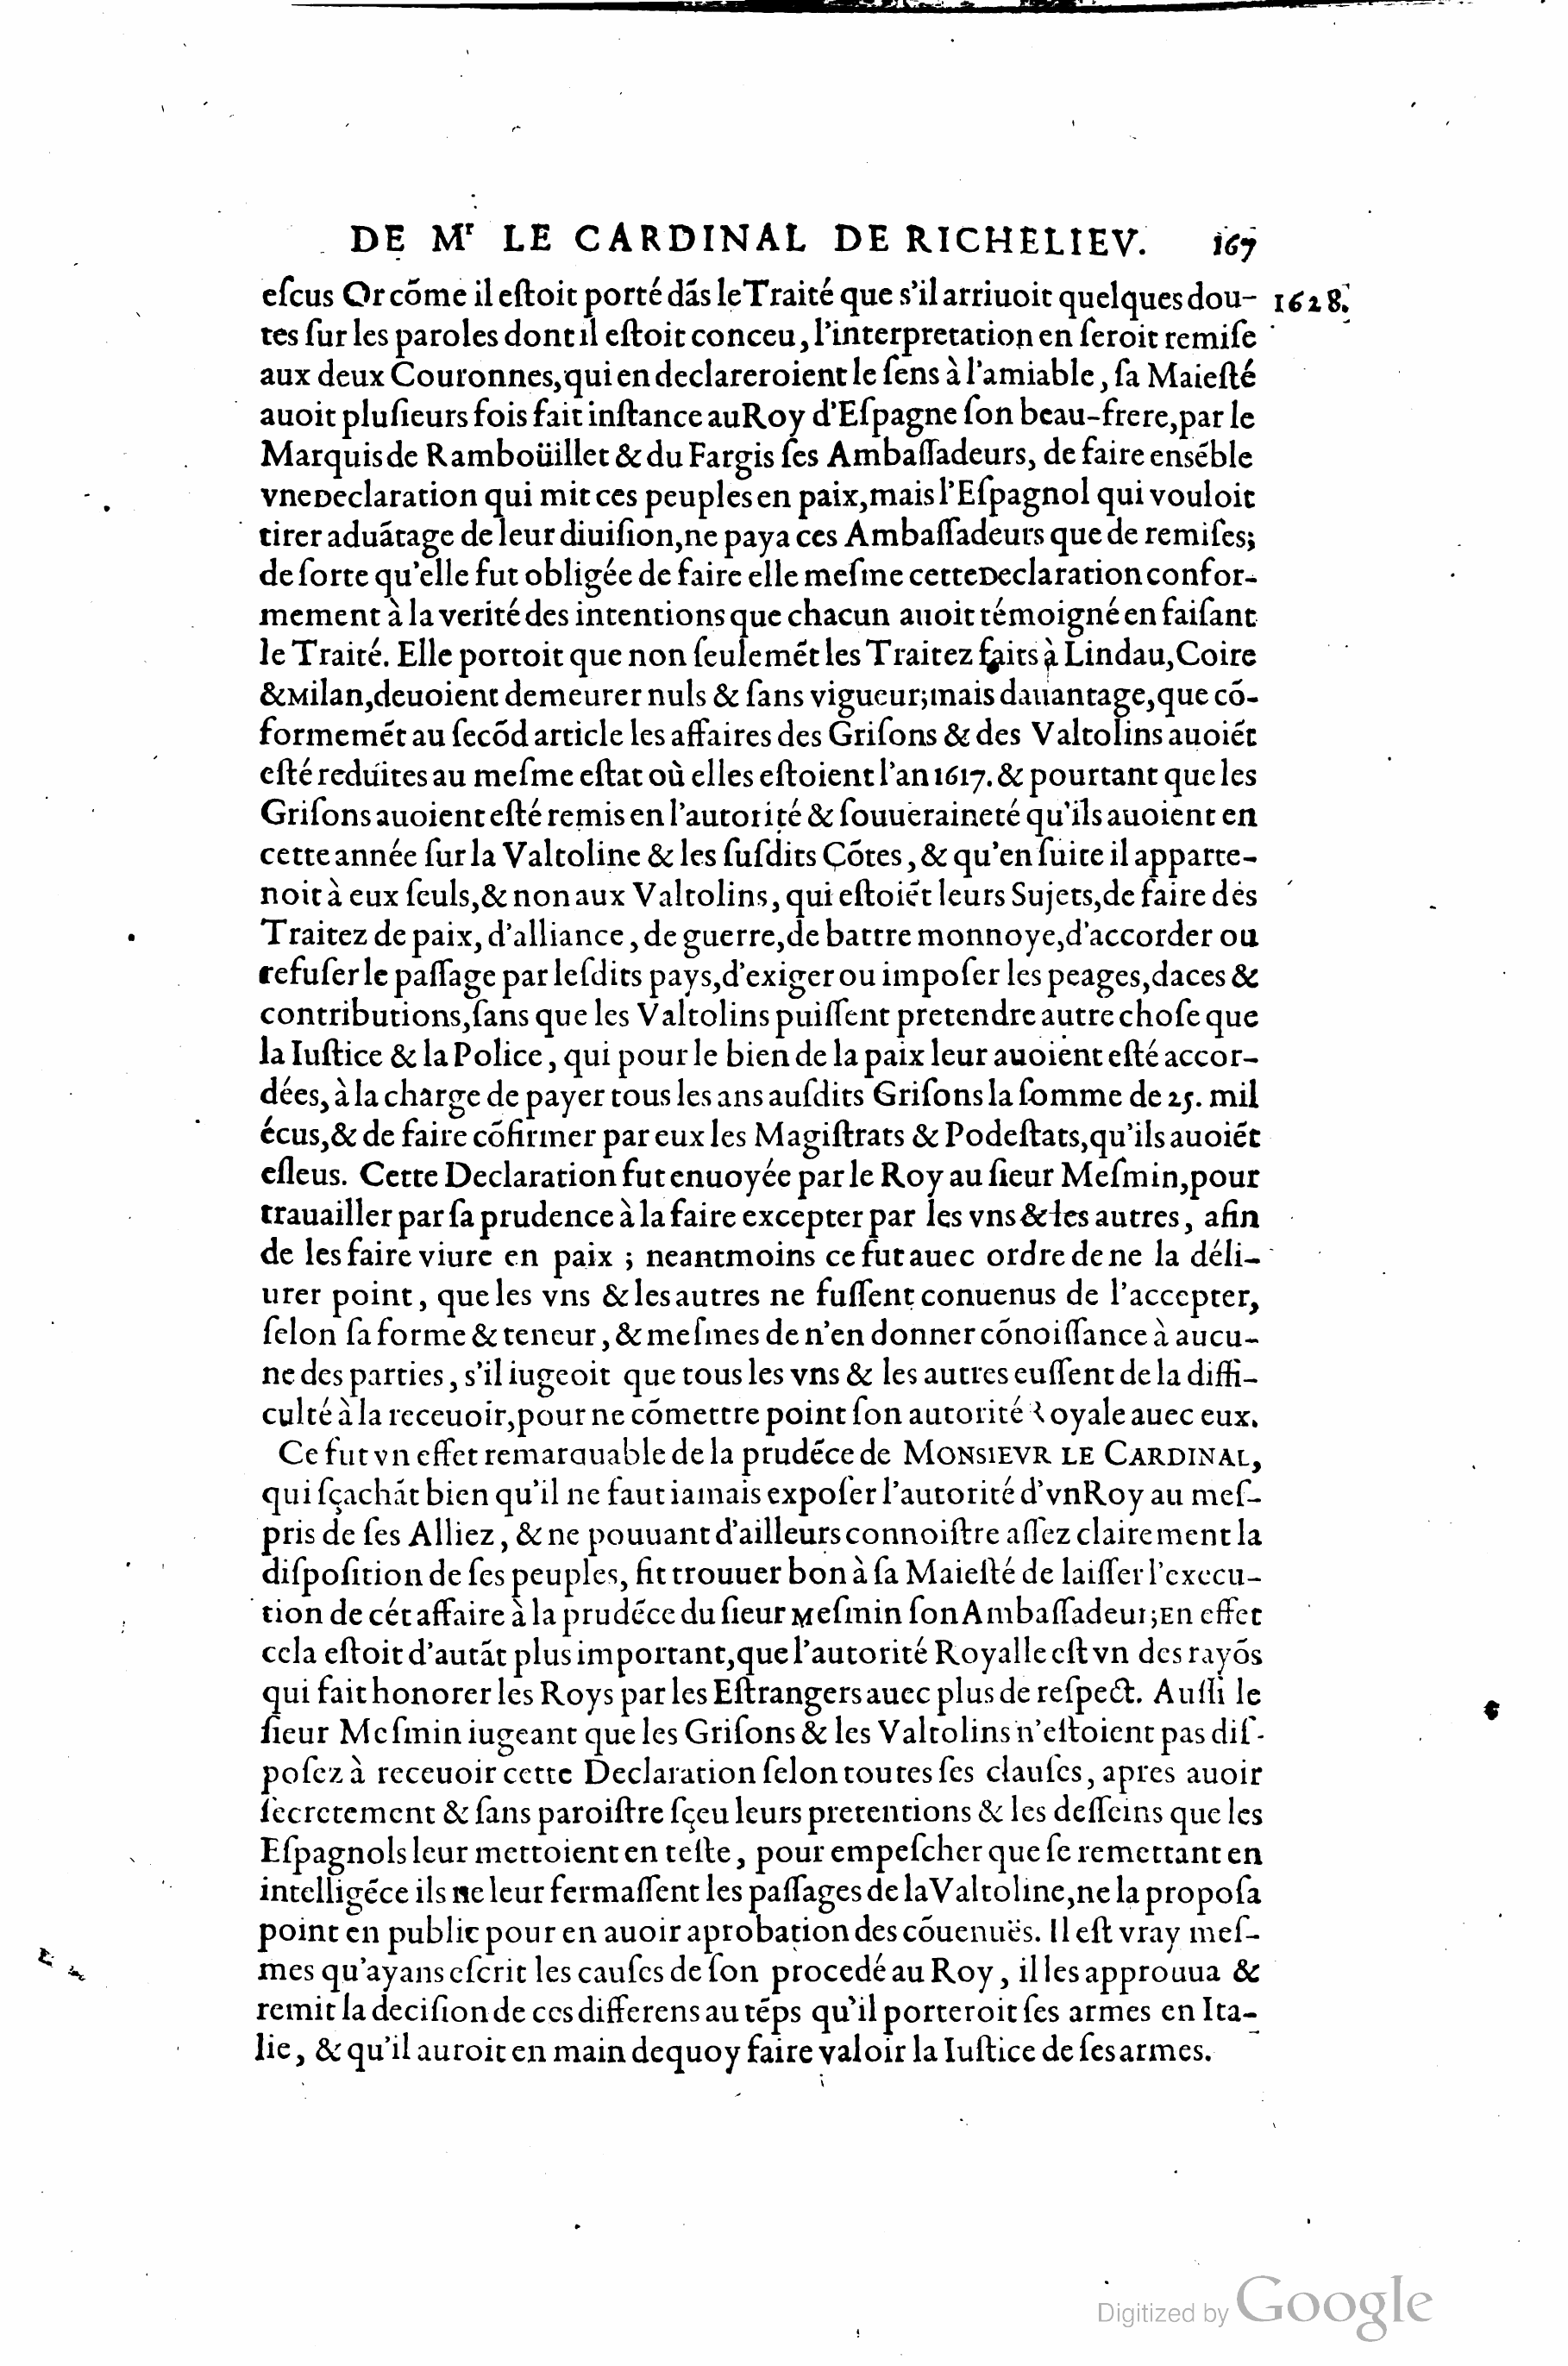 DE Mr LE CARDINAL DE RICHELIEV. 167
eſcus Or cõme il eſtoit porté dãs le Traité que s'il arriuoit quelques dou- 1628.
tes ſur les paroles dont il eſtoit conceu, l'interpretation en ſeroit remiſe
aux deux Couronnes, qui en declareroient le ſens à l'amiable, ſa Maieſté
auoit pluſieurs fois fait inſtance au Roy d'Eſpagne ſon beau-frere, par le
Marquis de Ramboüillet & du Fargis ſes Ambaſſadeurs, de faire enséble
vne Declaration qui mit ces peuples en paix, mais l'Eſpagnol qui vouloit
tirer aduãtage de leur diuiſion, ne paya ces Ambaſſadeurs que de remiſes;
de ſorte qu'elle fut obligée de faire elle meſme cette Declaration confor-
mement à la verité des intentions que chacun auoit témoigné en faiſant
le Traité. Elle portoit que non ſeulemẽt les Traitez faits à Lindau, Coire
& Milan, deuoient demeurer nuls & ſans vigueur; mais dauantage, que cõ-
formemẽt au ſecõd article les affaires des Griſons & des Valtolins auoiẽt
eſté reduites au meſme eſtat où elles eſtoient l'an 1617. & pourtant que les
Griſons auoient eſté remis en l'autorité & ſouueraineté qu'ils auoient en
cette année ſur la Valtoline & les ſuſdits Çõtes, & qu'en ſuite il apparte-
noit à eux ſeuls, & non aux Valtolins, qui eſtoiẽt leurs Sujets, de faire des
Traitez de paix, d'alliance, de guerre, de battre monnoye, d'accorder ou
refuſer le paſſage par leſdits pays, d'exiger ou impoſer les peages, daces &
contributions, ſans que les Valtolins puiſſent pretendre autre choſe que
la Iuſtice & la Police, qui pour le bien de la paix leur auoient eſté accor-
dées, à la charge de payer tous les ans auſdits Griſons la ſomme de 25. mil
écus, & de faire cõfirmer par eux les Magiſtrats & Podeſtats, qu'ils auoiẽt
eſleus. Cette Declaration fut enuoyée par le Roy au ſieur Meſmin, pour
trauailler par ſa prudence à la faire excepter par les vns & les autres, afin
de les faire viure en paix ; neantmoins ce fut auec ordre de ne la déli-
urer point, que les vns & les autres ne fuſſent conuenus de l'accepter,
ſelon ſa forme & teneur, & meſmes de n'en donner cõnoiſſance à aucu-
ne des parties, s'il iugeoit que tous les vns & les autres euſſent de la diffi-
culté à la receuoir, pour ne cõmettre point ſon autorité Royale auec eux.
Ce fut vn effet remarquable de la prudẽce de MONSIEVR LE CARDINAL,
qui ſçachãt bien qu'il ne faut iamais expoſer l'autorité d'vn Roy au meſ-
pris de ſes Alliez, & ne pouuant d'ailleurs connoiſtre aſſez clairement la
diſpoſition de ſes peuples, fit trouuer bon à ſa Maieſté de laiſſer l'execu-
tion de cét affaire à la prudẽce du ſieur Meſmin ſon Ambaſſadeur; En effet
cela eſtoit d'autãt plus important, que l'autorité Royalle eſt vn des rayõs
qui fait honorer les Roys par les Eſtrangers auec plus de reſpect. Auſſi le
ſieur Meſmin iugeant que les Griſons & les Valtolins n'eſtoient pas diſ-
poſez à receuoir cette Declaration ſelon toutes ſes clauſes, apres auoir
ſecretement & ſans paroiſtre ſçeu leurs pretentions & les deſſeins que les
Eſpagnols leur mettoient en teſte, pour empeſcher que ſe remettant en
intelligẽce ils ne leur fermaſſent les paſſages de la Valtoline, ne la propoſa
point en public pour en auoir aprobation des cõuenuës. Il eſt vray meſ-
mes qu'ayans eſcrit les cauſes de ſon procedé au Roy, il les approuua &
remit la deciſion de ces differens au tẽps qu'il porteroit ſes armes en Ita-
lie, & qu'il auroit en main dequoy faire valoir la Iuſtice de ſes armes.
Digitized by Google